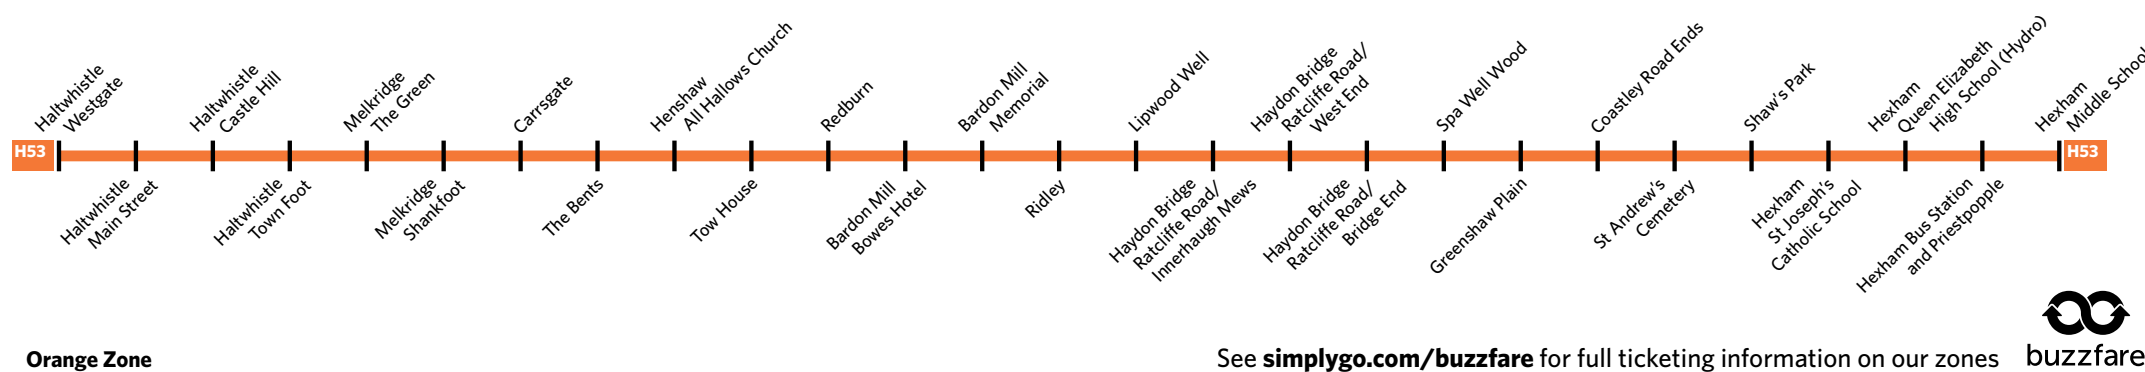 H53
Haltwhistle
Westgate
Haltwhistle
Main Street
Haltwhistle
Castle Hill
Haltwhistle
Town Foot
Melkridge
The Green
Melkridge
Shankfoot
Carrsgate
The Bents
Henshaw
All Hallows Church
Tow House
Redburn
Bardon Mill
Bowes Hotel
Bardon Mill
Memorial
Ridley
Lipwood Well
Haydon Bridge
Ratcliffe Road/
Innerhaugh Mews
Haydon Bridge
Ratcliffe Road/
West End
Haydon Bridge
Ratcliffe Road/
Bridge End
Spa Well Wood
Greenshaw Plain
Coastley Road Ends
St Andrew's
Cemetery
Shaw's Park
Hexham
St Joseph's
Catholic School
Hexham
Queen Elizabeth
High School (Hydro)
Hexham Bus Station
and Priestpopple
Hexham
Middle School
H53
Orange Zone
See simplygo.com/buzzfare for full ticketing information on our zones
buzzfare